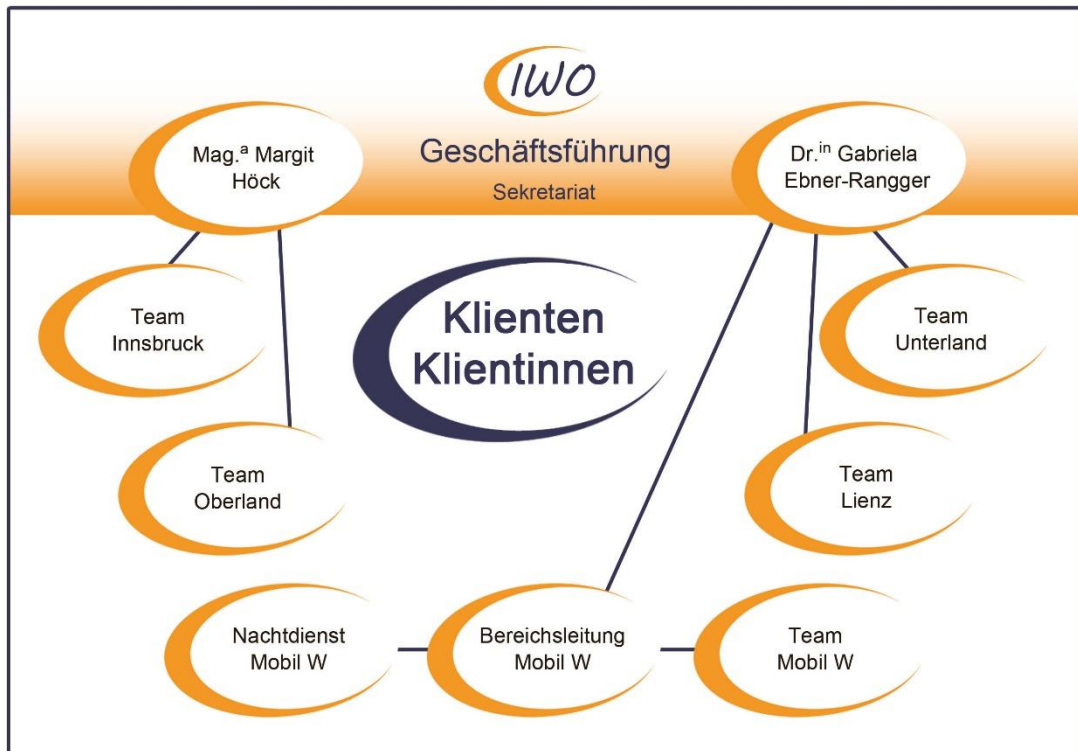 IWO
Geschäftsführung
Sekretariat
Mag.ᵃ Margit
Höck
Dr.ⁱⁿ Gabriela
Ebner-Rangger
Klienten
Klientinnen
Team
Innsbruck
Team
Unterland
Team
Oberland
Team
Lienz
Nachtdienst
Mobil W
Bereichsleitung
Mobil W
Team
Mobil W